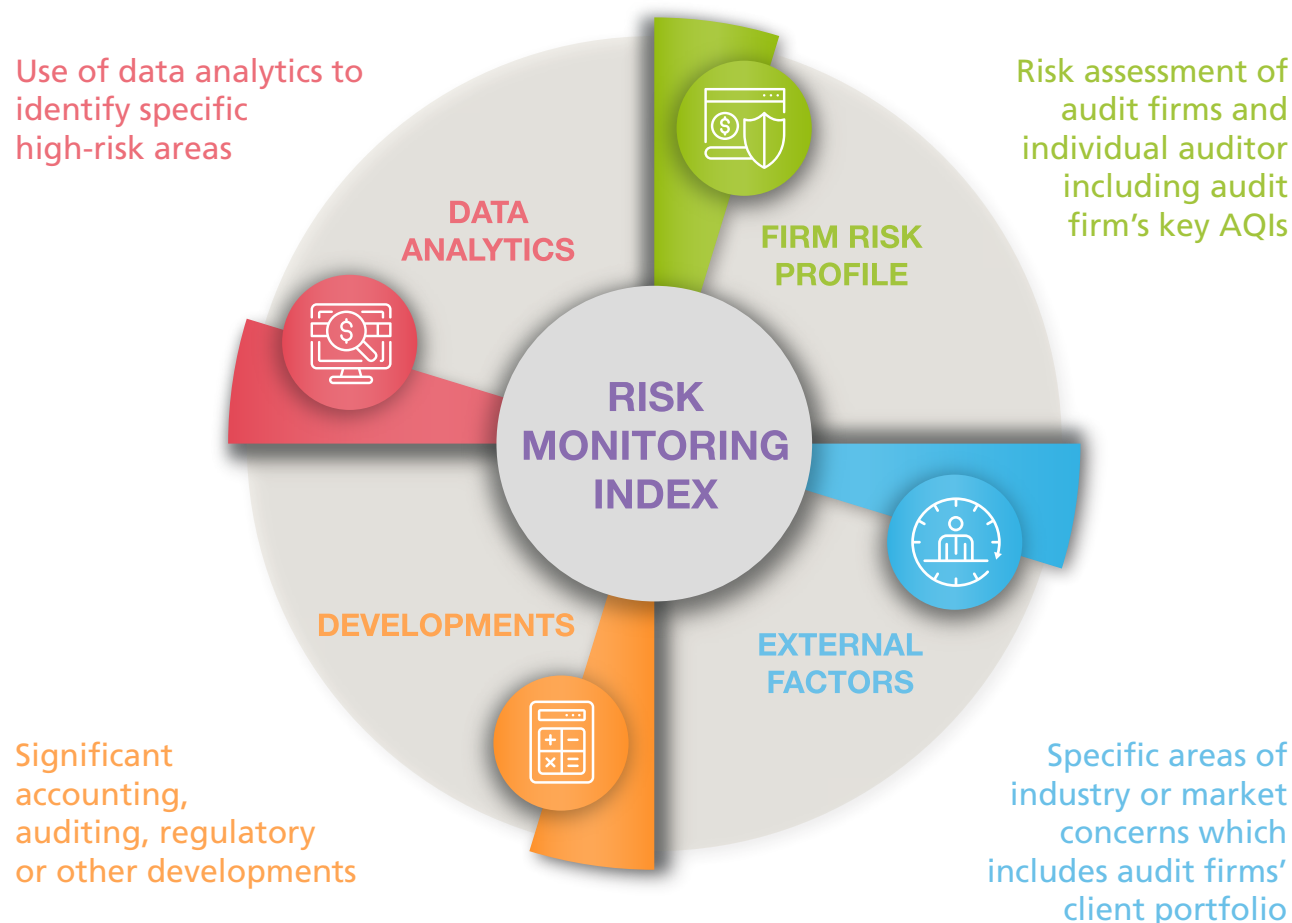 Use of data analytics to
identify specific
high-risk areas
Risk assessment of
audit firms and
individual auditor
including audit
firm's key AQIs
DATA
ANALYTICS
FIRM RISK
PROFILE
RISK
MONITORING
INDEX
DEVELOPMENTS
EXTERNAL
FACTORS
Significant
accounting,
auditing, regulatory
or other developments
Specific areas of
industry or market
concerns which
includes audit firms'
client portfolio